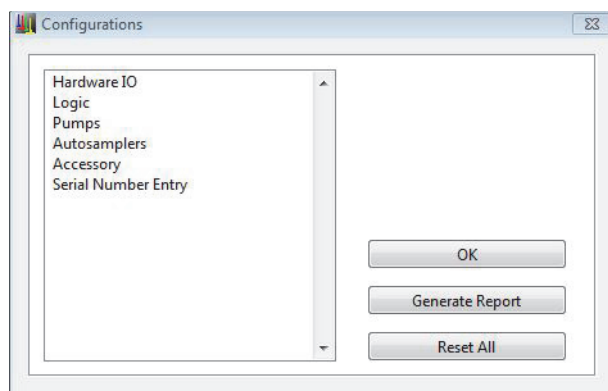 Configurations
Hardware IO
Logic
Pumps
Autosamplers
Accessory
Serial Number Entry
OK
Generate Report
Reset All